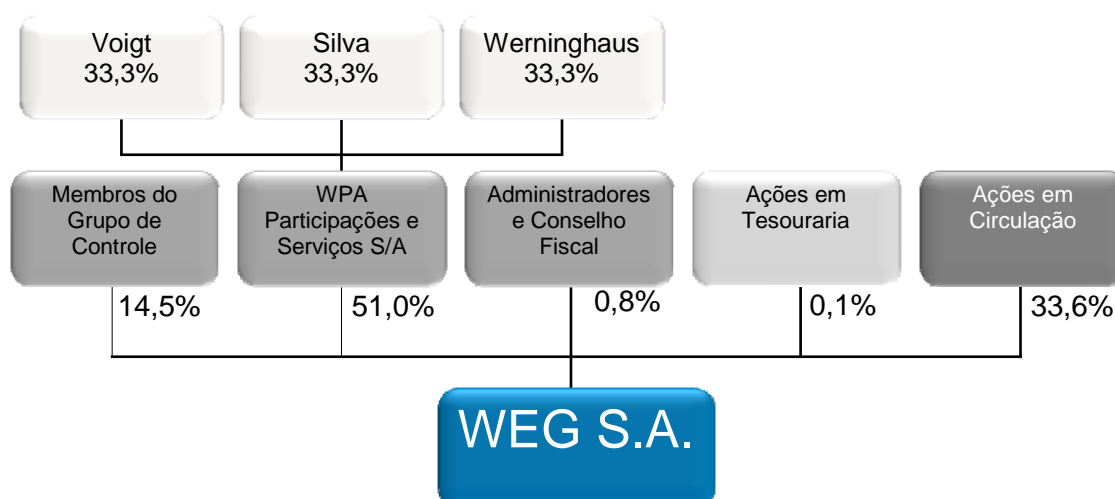 Voigt
33,3%
Silva
33,3%
Werninghaus
33,3%
Membros do
Grupo de
Controle
WPA
Participações e
Serviços S/A
Administradores
e Conselho
Fiscal
Ações em
Tesouraria
Ações em
Circulação
14,5%
51,0%
0,8%
0,1%
33,6%
WEG S.A.